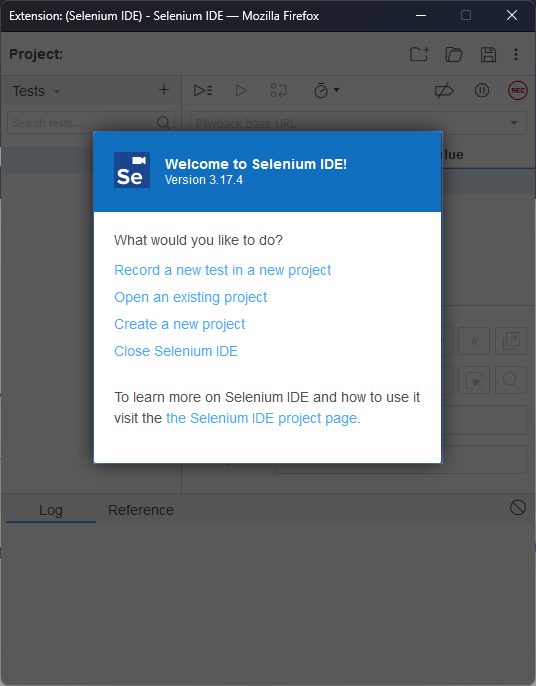 Extension: (Selenium IDE) - Selenium IDE — Mozilla Firefox
Project:
Tests
+
REC
Search tests...
Playback base URL
lue
Se
Welcome to Selenium IDE!
Version 3.17.4
What would you like to do?
Record a new test in a new project
Open an existing project
Create a new project
Close Selenium IDE
//
To learn more on Selenium IDE and how to use it
visit the the Selenium IDE project page.
Log
Reference